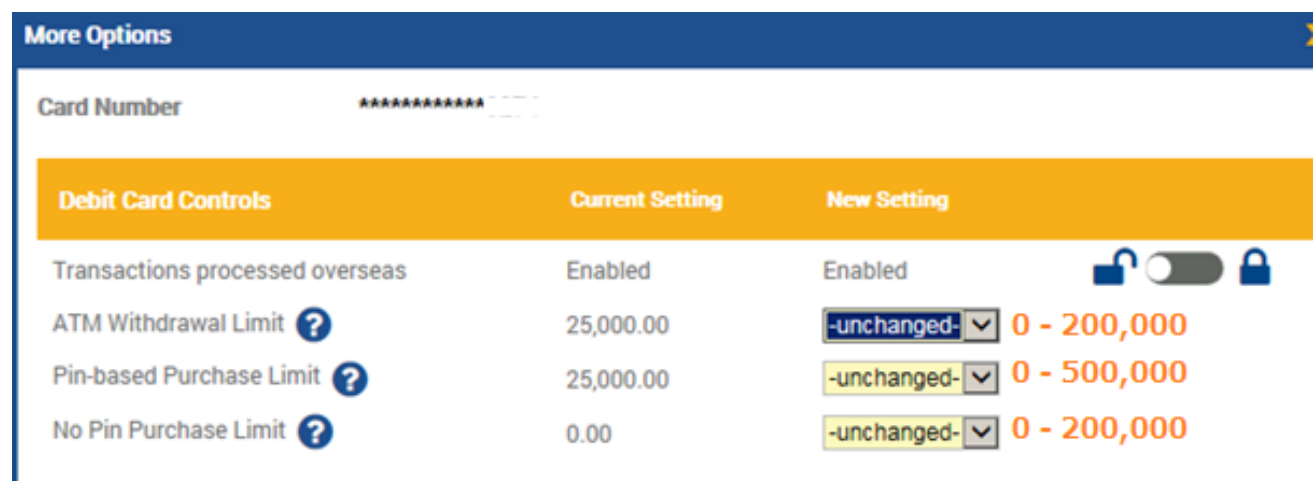 More Options
Card Number ************
Debit Card Controls Current Setting New Setting
Transactions processed overseas Enabled Enabled
ATM Withdrawal Limit ? 25,000.00 -unchanged- 0 - 200,000
Pin-based Purchase Limit ? 25,000.00 -unchanged- 0 - 500,000
No Pin Purchase Limit ? 0.00 -unchanged- 0 - 200,000